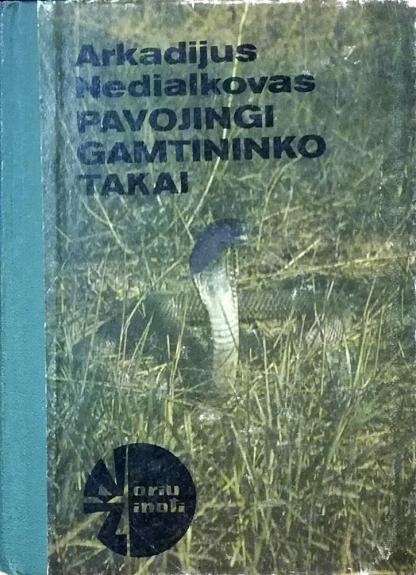 Arkadijus
Nedialkovas
PAVOJINGI
GAMTININKO
TAKAI
Noriu
Žinoti